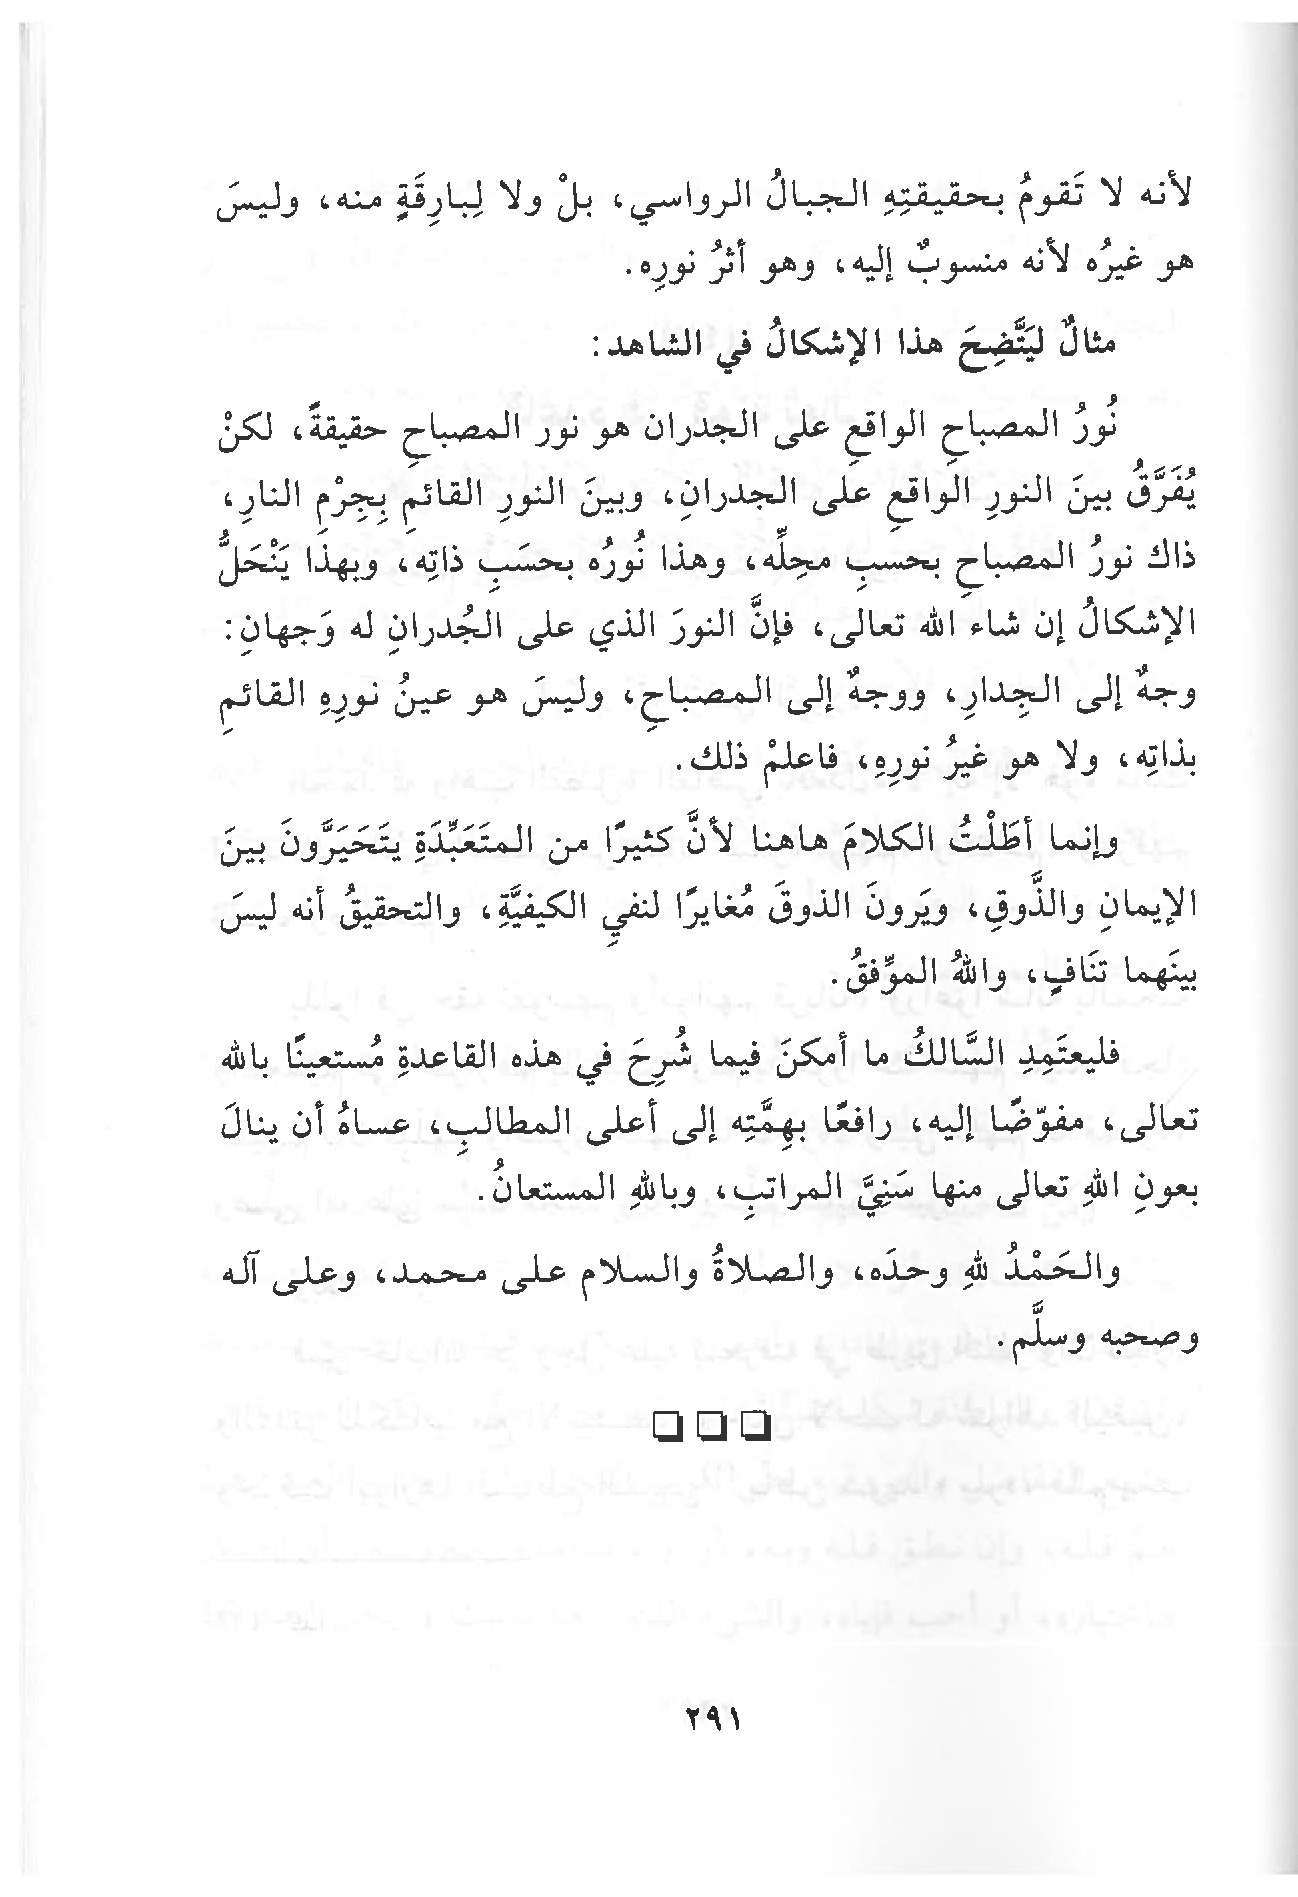 لأنه لا تَقومُ بحقيقتِهِ الجبالُ الرواسي، بلْ ولا لِبارِقَةٍ منه، وليسَ
هو غيرُه لأنه منسوبٌ إليه، وهو أثرُ نورِه.
مثالٌ ليَتَّضِحَ هذا الإشكالُ في الشاهد:
نُورُ المصباحِ الواقعِ على الجدران هو نور المصباحِ حقيقةً، لكنْ
يُفَرَّقُ بينَ النورِ الواقعِ على الجدرانِ، وبينَ النورِ القائمِ بِجِرْمِ النارِ،
ذاك نورُ المصباحِ بحسبِ محِلِّه، وهذا نُورُه بحسَبِ ذاتِه، وبهذا يَنْحَلُّ
الإشكالُ إن شاء الله تعالى، فإنَّ النورَ الذي على الجُدرانِ له وَجهانِ:
وجهٌ إلى الجِدارِ، ووجهٌ إلى المصباحِ، وليسَ هو عينُ نورِهِ القائمِ
بذاتِه، ولا هو غيرُ نورِهِ، فاعلمْ ذلك.
وإنما أطَلْتُ الكلامَ هاهنا لأنَّ كثيرًا من المتَعَبِّدَةِ يتَحَيَرَّونَ بينَ
الإيمانِ والذَّوقِ، ويَرونَ الذوقَ مُغايرًا لنفيِ الكيفيَّةِ، والتحقيقُ أنه ليسَ
بينَهما تنَافٍ، واللهُ الموِّفقُ.
فليعتَمِدِ السَّالكُ ما أمكنَ فيما شُرِحَ في هذه القاعدةِ مُستعينًا بالله
تعالى، مفوّضًا إليه، رافعًا بهِمَّتِه إلى أعلى المطالبِ، عساهُ أن ينالَ
بعونِ اللهِ تعالى منها سَنِيَّ المراتبِ، وباللهِ المستعانُ.
والحَمْدُ للهِ وحدَه، والصلاةُ والسلام على محمد، وعلى آله
وصحبه وسلَّم.
٢٩١